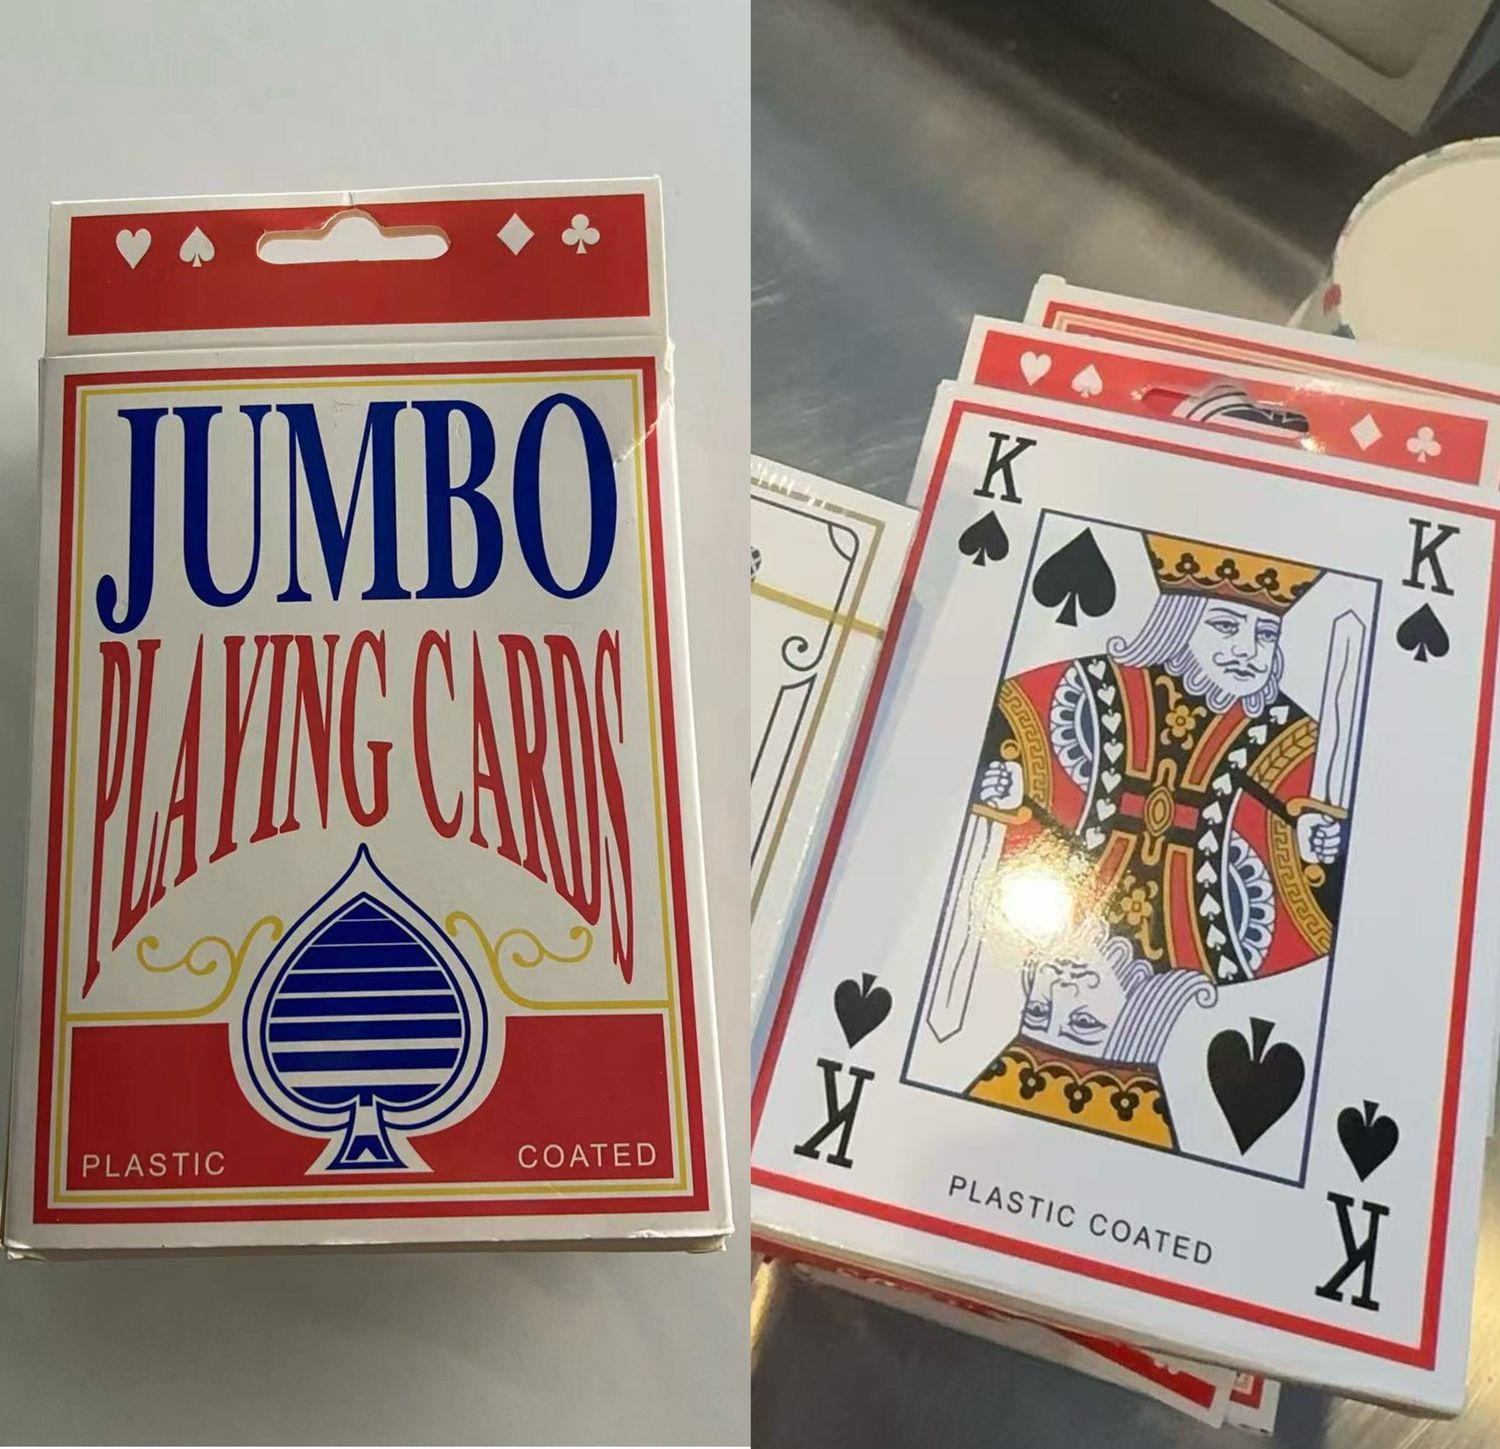 JUMBO
PLAYING CARDS
PLASTIC COATED
K
K
K
K
PLASTIC COATED